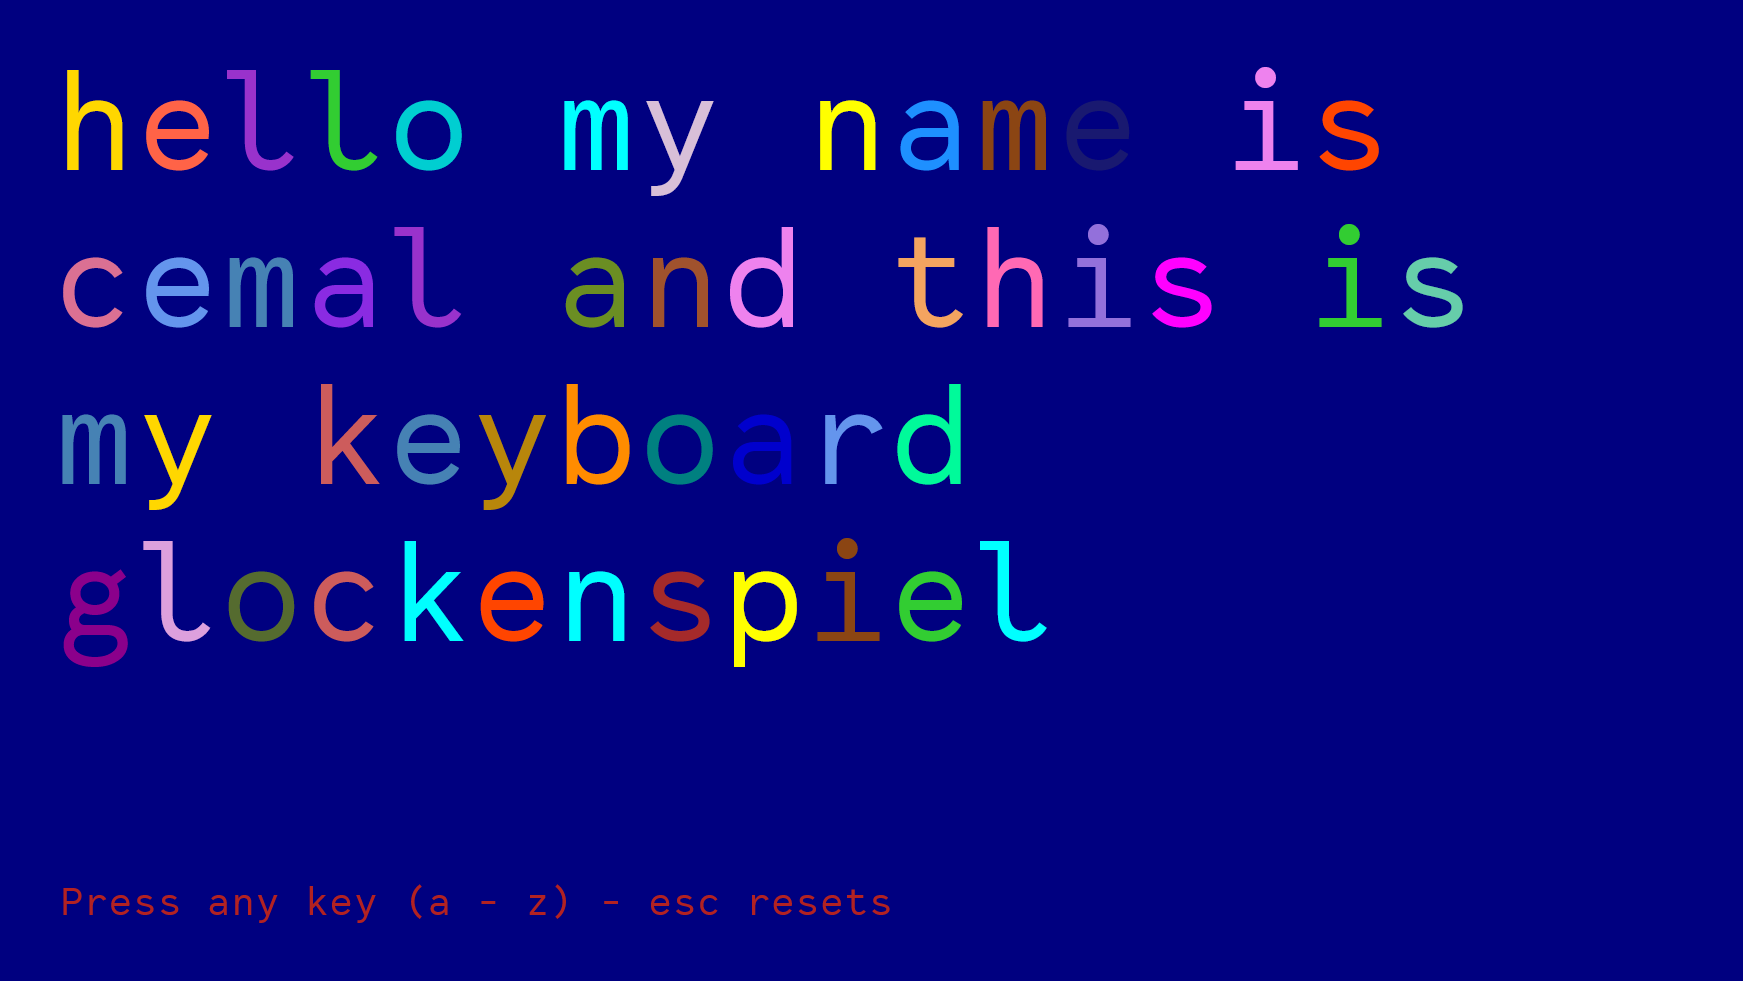 hello my name is
cemal and this is
my keyboard
glockenspiel
Press any key (a - z) - esc resets